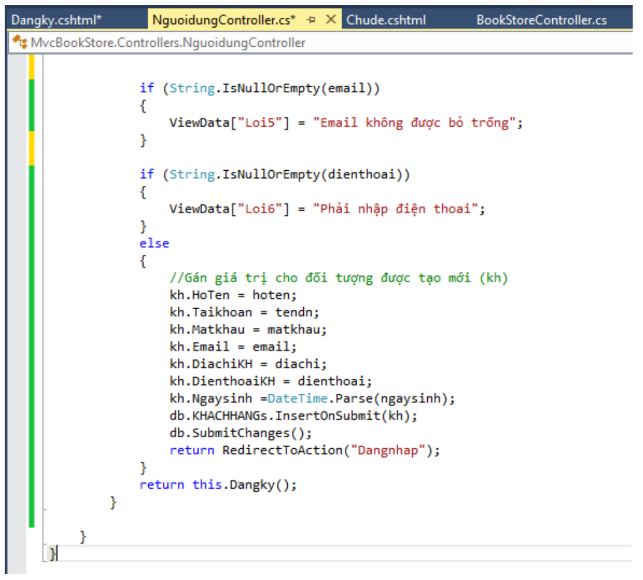 Dangky.cshtml* NguoidungController.cs* Chude.cshtml BookStoreController.cs
MvcBookStore.Controllers.NguoidungController
if (String.IsNullOrEmpty(email))
{
ViewData["Loi5"] = "Email không được bỏ trống";
}
if (String.IsNullOrEmpty(dienthoai))
{
ViewData["Loi6"] = "Phải nhập điện thoai";
}
else
{
//Gán giá trị cho đối tượng được tạo mới (kh)
kh.HoTen = hoten;
kh.Taikhoan = tendn;
kh.Matkhau = matkhau;
kh.Email = email;
kh.DiachiKH = diachi;
kh.DienthoaiKH = dienthoai;
kh.Ngaysinh =DateTime.Parse(ngaysinh);
db.KHACHHANGs.InsertOnSubmit(kh);
db.SubmitChanges();
return RedirectToAction("Dangnhap");
}
return this.Dangky();
}
}
}